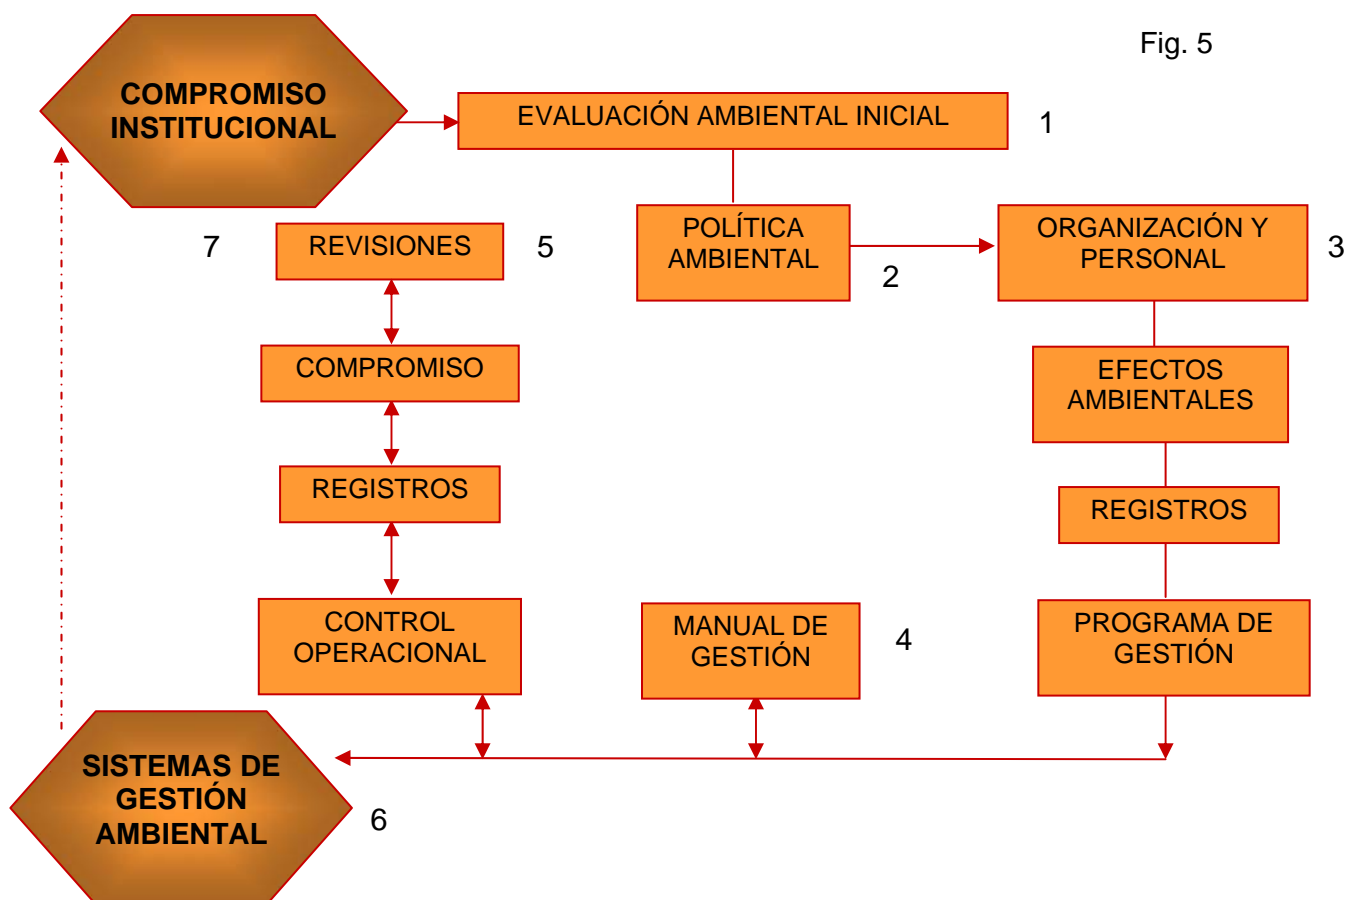 Fig. 5
COMPROMISO
INSTITUCIONAL
EVALUACIÓN AMBIENTAL INICIAL
1
POLÍTICA
AMBIENTAL
2
ORGANIZACIÓN Y
PERSONAL
3
7
REVISIONES
5
COMPROMISO
EFECTOS
AMBIENTALES
REGISTROS
REGISTROS
CONTROL
OPERACIONAL
MANUAL DE
GESTIÓN
4
PROGRAMA DE
GESTIÓN
SISTEMAS DE
GESTIÓN
AMBIENTAL
6